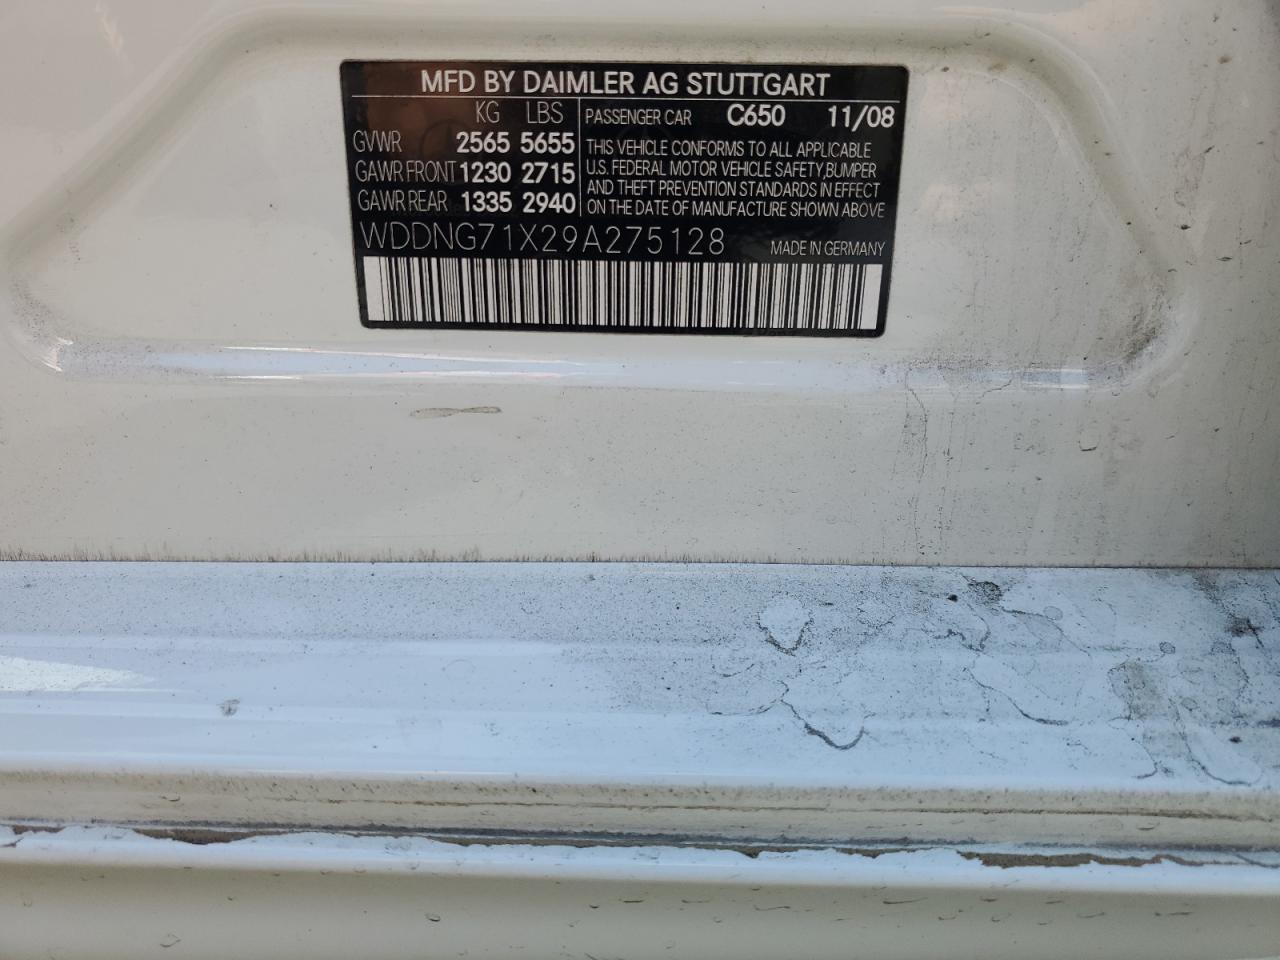 MFD BY DAIMLER AG STUTTGART
KG LBS
GVWR 2565 5655
GAWR FRONT 1230 2715
GAWR REAR 1335 2940
PASSENGER CAR C650 11/08
THIS VEHICLE CONFORMS TO ALL APPLICABLE
U.S. FEDERAL MOTOR VEHICLE SAFETY,BUMPER
AND THEFT PREVENTION STANDARDS IN EFFECT
ON THE DATE OF MANUFACTURE SHOWN ABOVE
WDDNG71X29A275128 MADE IN GERMANY